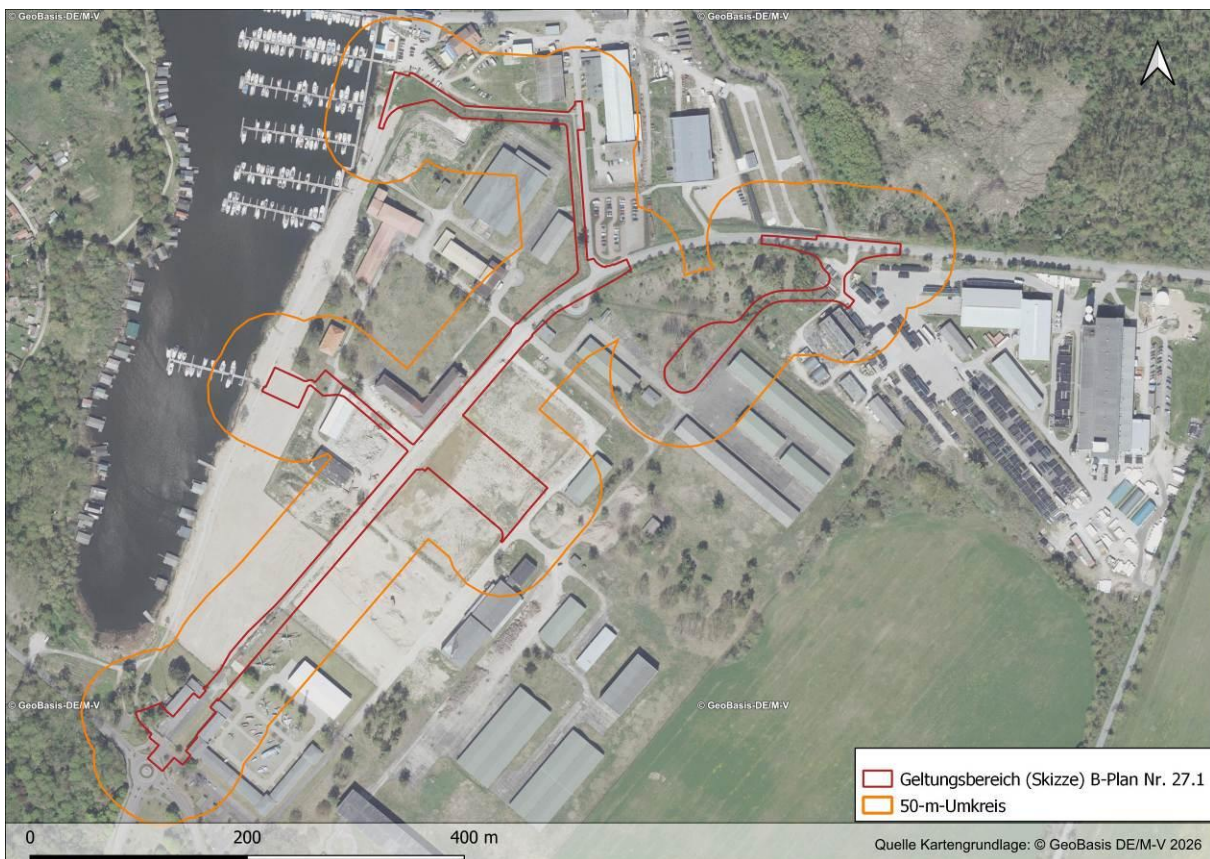 © GeoBasis-DE/M-V
© GeoBasis-DE/M-V
© GeoBasis-DE/M-V
© GeoBasis-DE/M-V
Geltungsbereich (Skizze) B-Plan Nr. 27.1
50-m-Umkreis
0 200 400 m
Quelle Kartengrundlage: © GeoBasis DE/M-V 2026